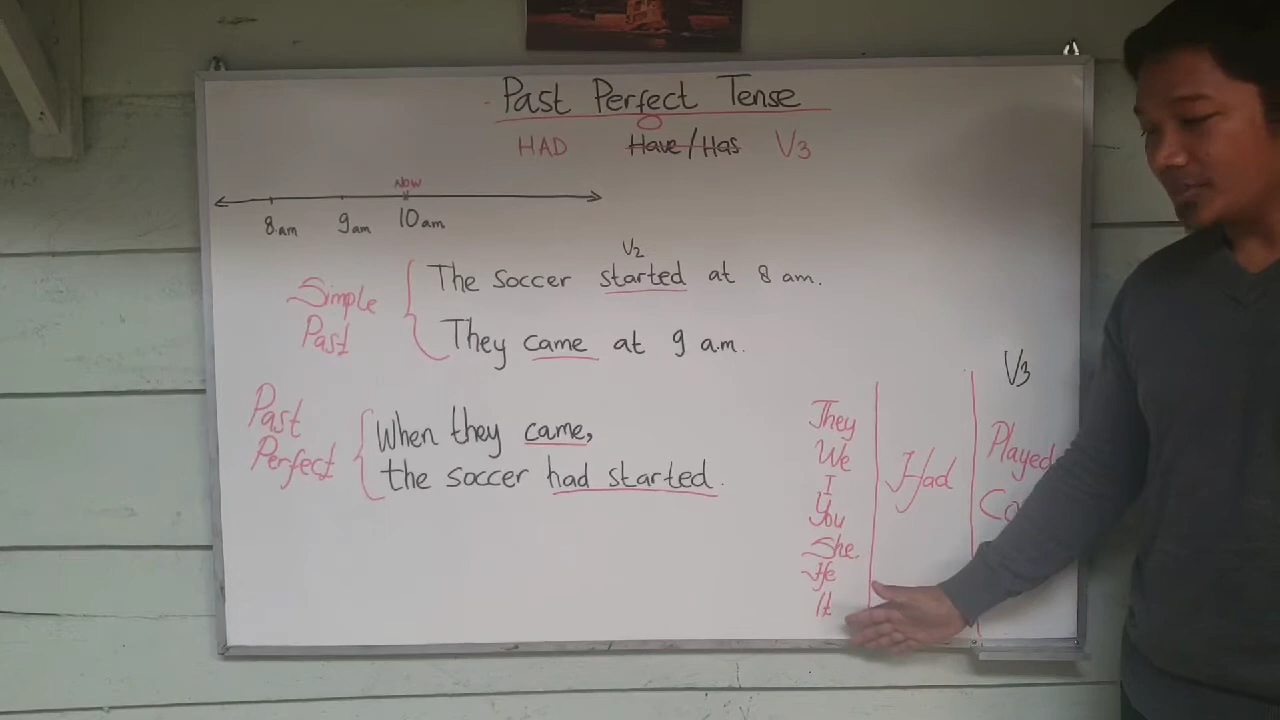 Past Perfect Tense
HAD Have/Has V3
NOW
8 am 9 am 10 am
V2
Simple
Past
The soccer started at 8 am.
They came at 9 a.m.
Past
Perfect
When they came,
the soccer had started.
They
We
I
You
She
He
It
Had
V3
Played